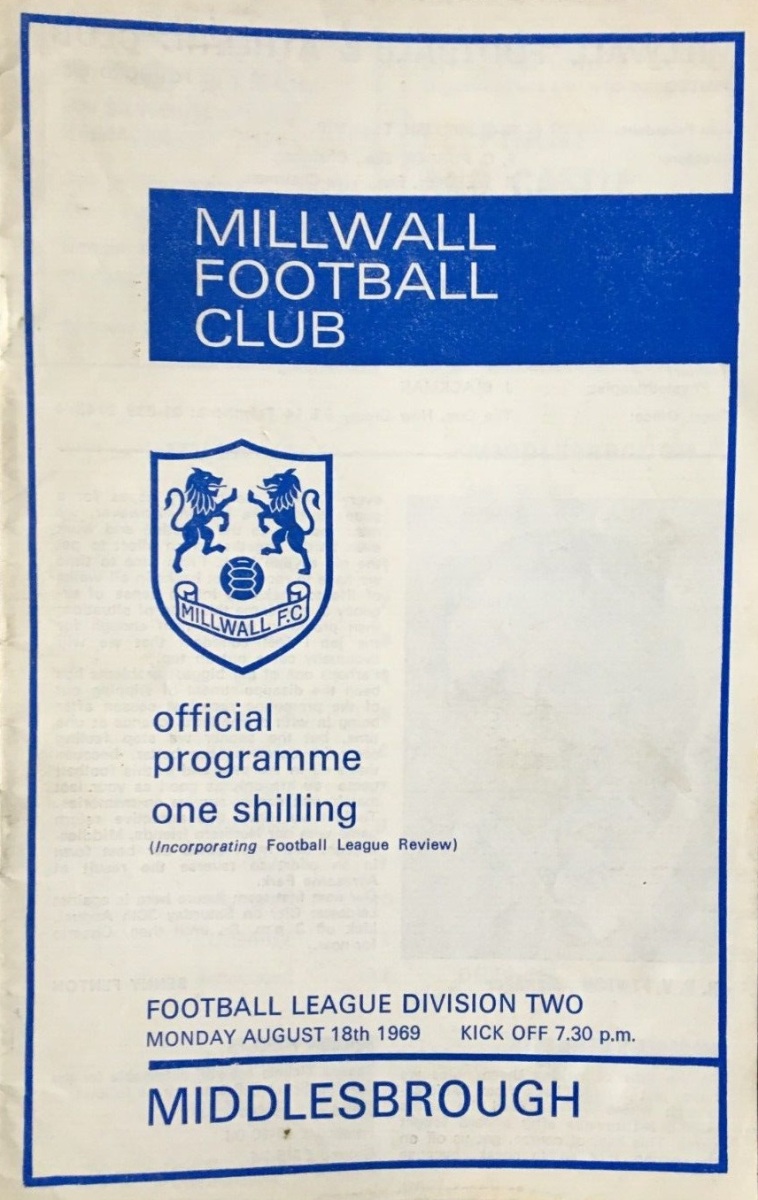 MILLWALL
FOOTBALL
CLUB
MILLWALL F.C
official
programme
one shilling
(Incorporating Football League Review)
FOOTBALL LEAGUE DIVISION TWO
MONDAY AUGUST 18th 1969 KICK OFF 7.30 p.m.
MIDDLESBROUGH